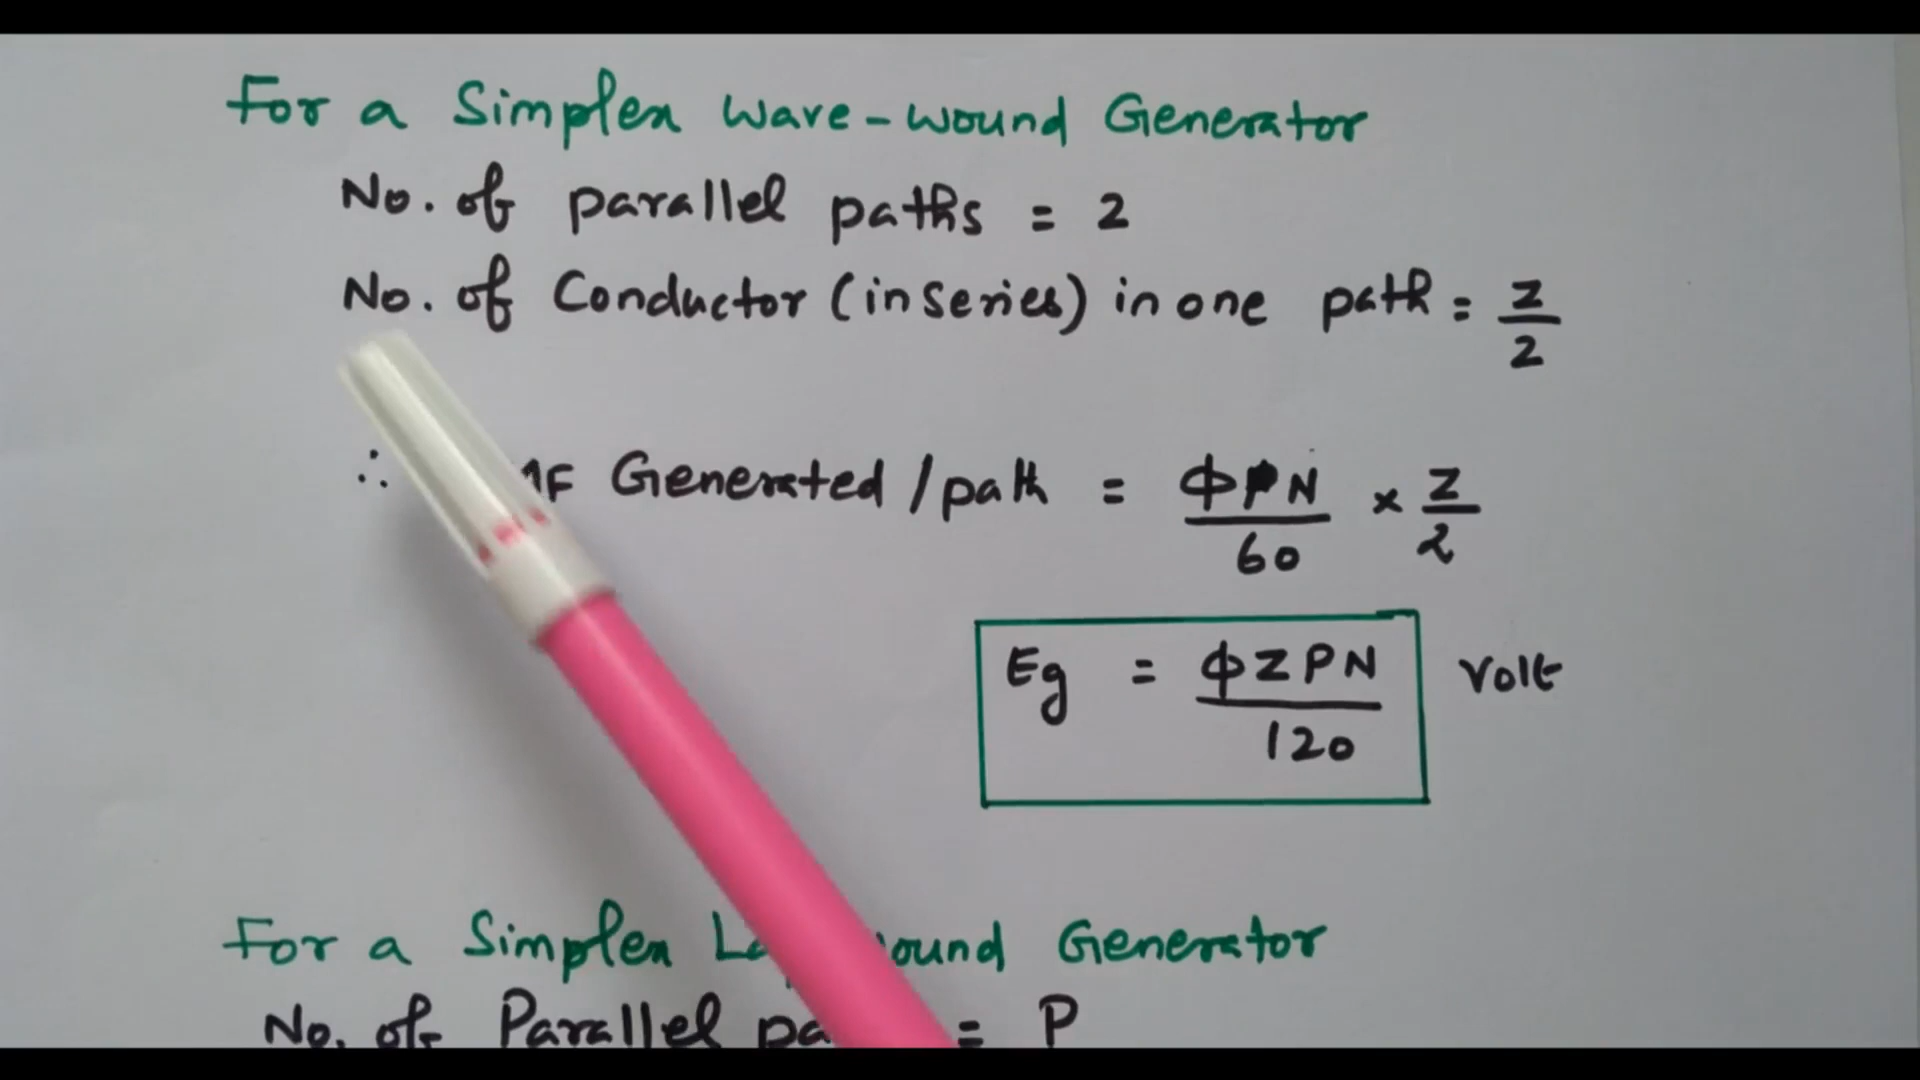 For a Simplex Wave-wound Generator
No. of parallel paths = 2
No. of Conductor (in series) in one path = Z/2
∴ MF Generated/path = ΦPN/60 × Z/2
Eg = ΦZPN/120 Volt
For a Simplex Generator
No. of Parallel = P